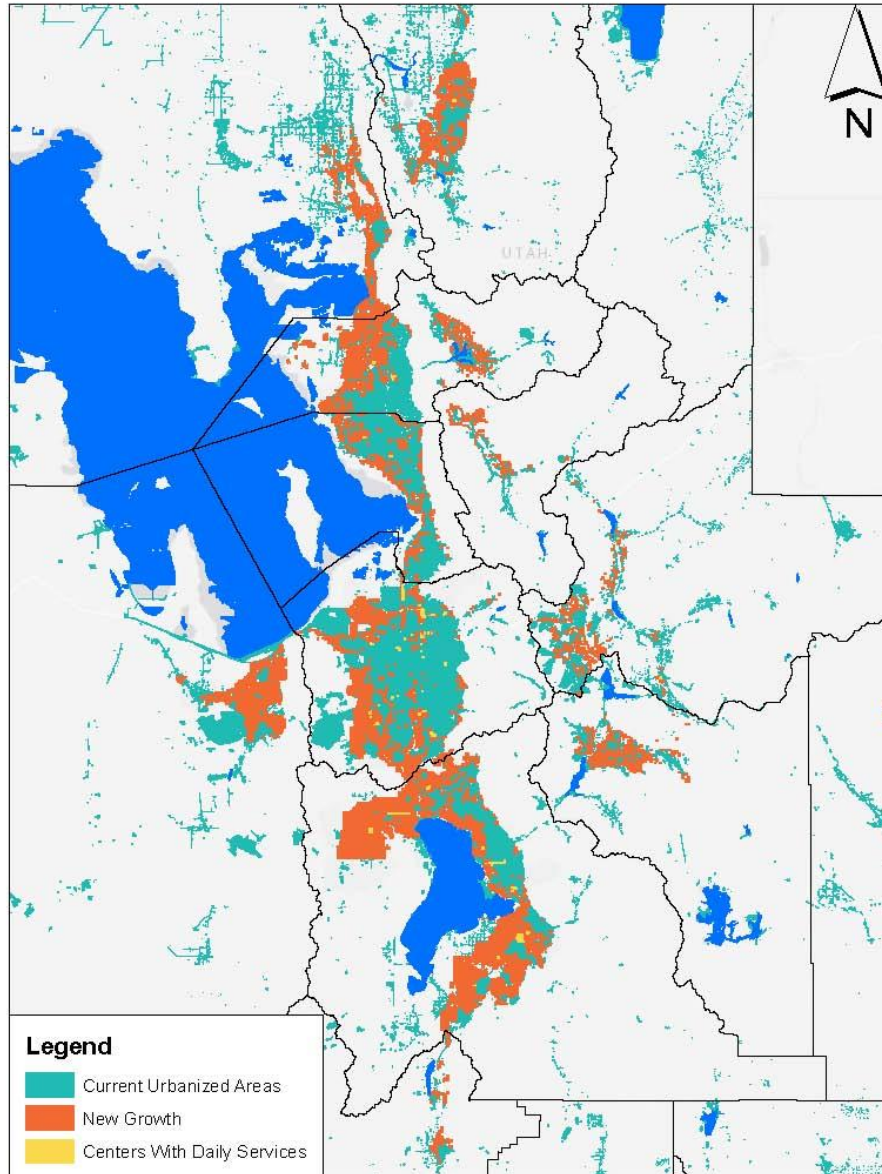 N
UTAH
Legend
Current Urbanized Areas
New Growth
Centers With Daily Services